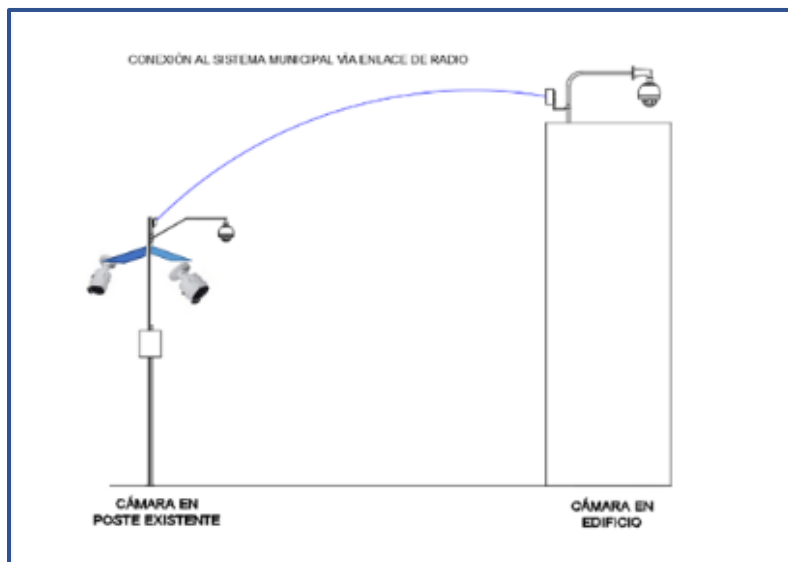 CONEXIÓN AL SISTEMA MUNICIPAL VÍA ENLACE DE RADIO
CÁMARA EN
POSTE EXISTENTE
CÁMARA EN
EDIFICIO